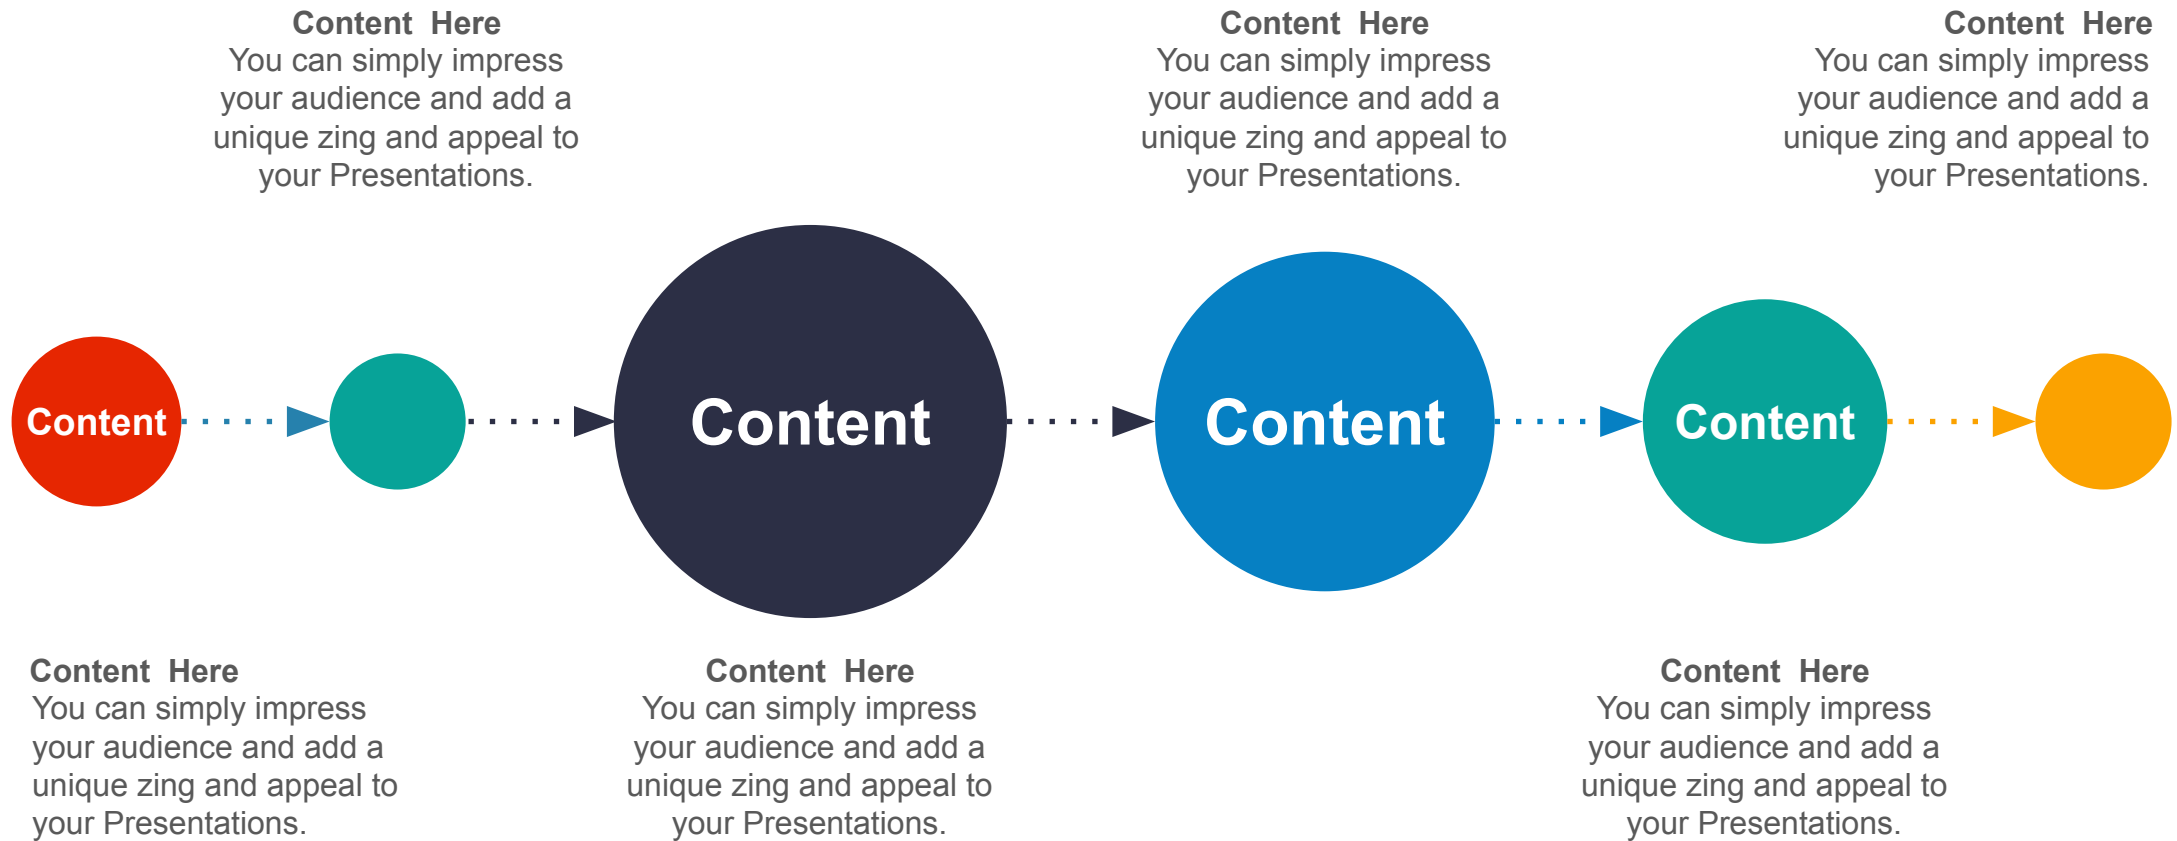 Content Here
You can simply impress
your audience and add a
unique zing and appeal to
your Presentations.
Content Here
You can simply impress
your audience and add a
unique zing and appeal to
your Presentations.
Content Here
You can simply impress
your audience and add a
unique zing and appeal to
your Presentations.
Content
Content
Content
Content
Content Here
You can simply impress
your audience and add a
unique zing and appeal to
your Presentations.
Content Here
You can simply impress
your audience and add a
unique zing and appeal to
your Presentations.
Content Here
You can simply impress
your audience and add a
unique zing and appeal to
your Presentations.